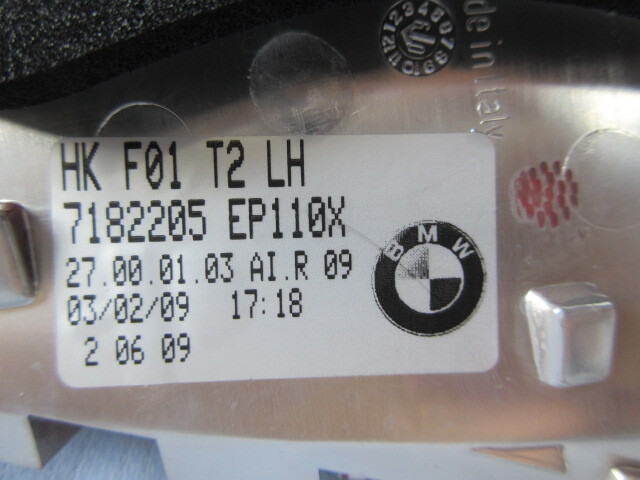 HK F01 T2 LH
7182205 EP110X
27.00.01.03 AI.R 09
03/02/09 17:18
2 06 09
BMW
made in Italy